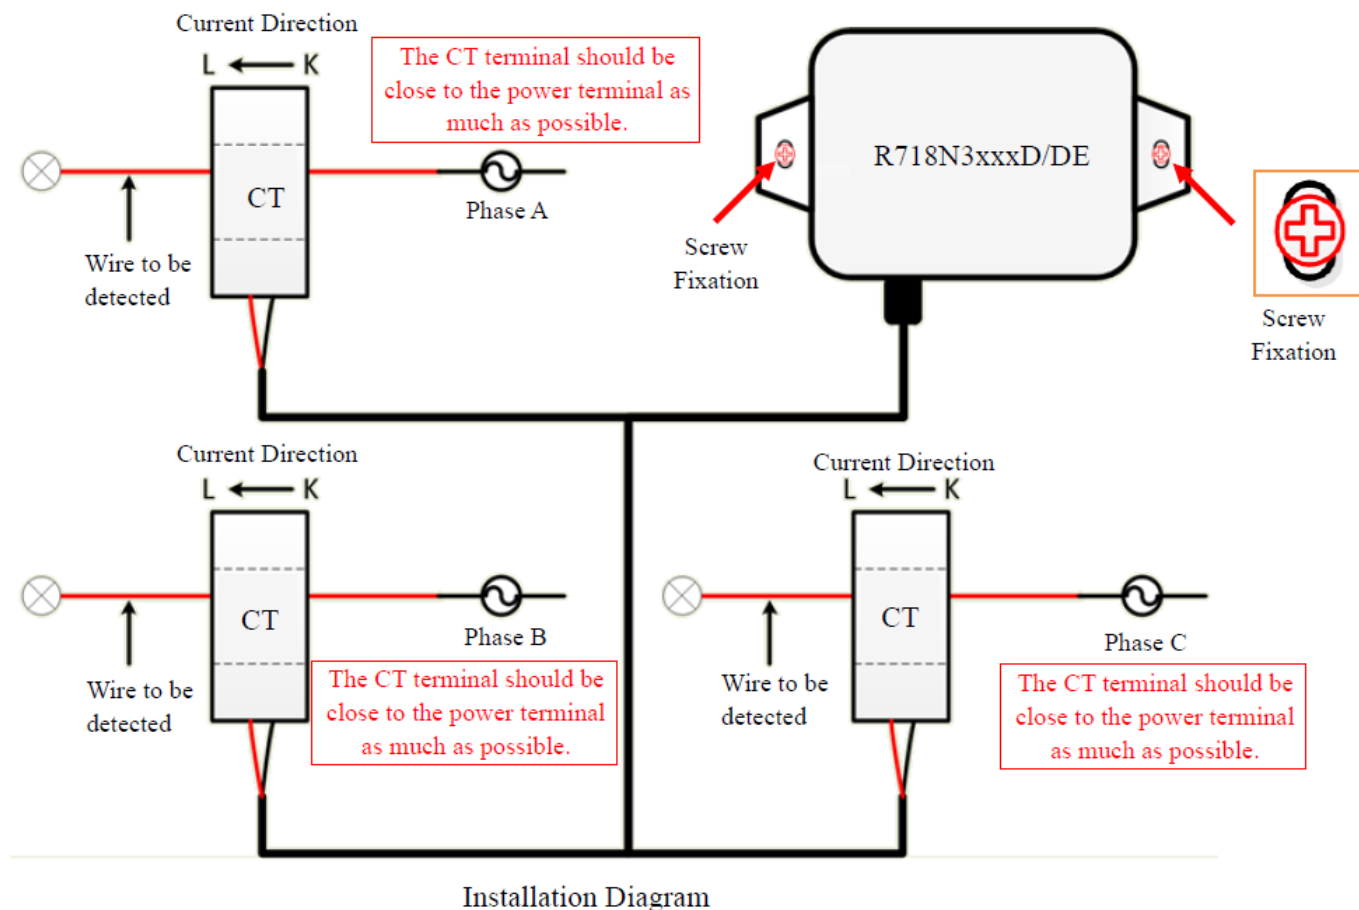 Current Direction
L K
The CT terminal should be
close to the power terminal as
much as possible.
CT
Phase A
Wire to be
detected
R718N3xxxD/DE
Screw
Fixation
Screw
Fixation
Current Direction
L K
CT
Phase B
Wire to be
detected
The CT terminal should be
close to the power terminal
as much as possible.
Current Direction
L K
CT
Phase C
Wire to be
detected
The CT terminal should be
close to the power terminal
as much as possible.
Installation Diagram